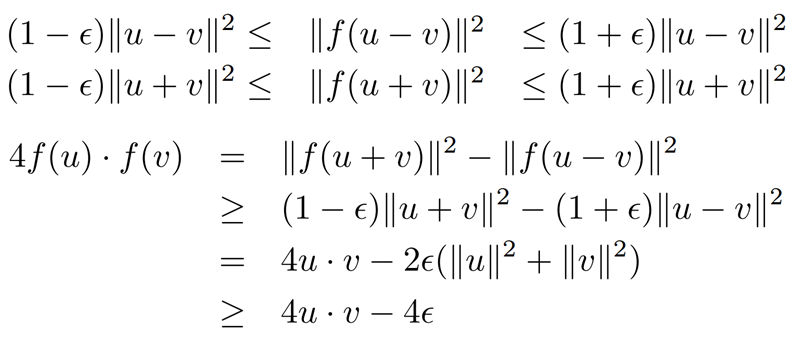 (1 − ϵ)‖u − v‖² ≤ ‖f(u − v)‖² ≤ (1 + ϵ)‖u − v‖²
(1 − ϵ)‖u + v‖² ≤ ‖f(u + v)‖² ≤ (1 + ϵ)‖u + v‖²
4f(u) · f(v) = ‖f(u + v)‖² − ‖f(u − v)‖²
≥ (1 − ϵ)‖u + v‖² − (1 + ϵ)‖u − v‖²
= 4u · v − 2ϵ(‖u‖² + ‖v‖²)
≥ 4u · v − 4ϵ